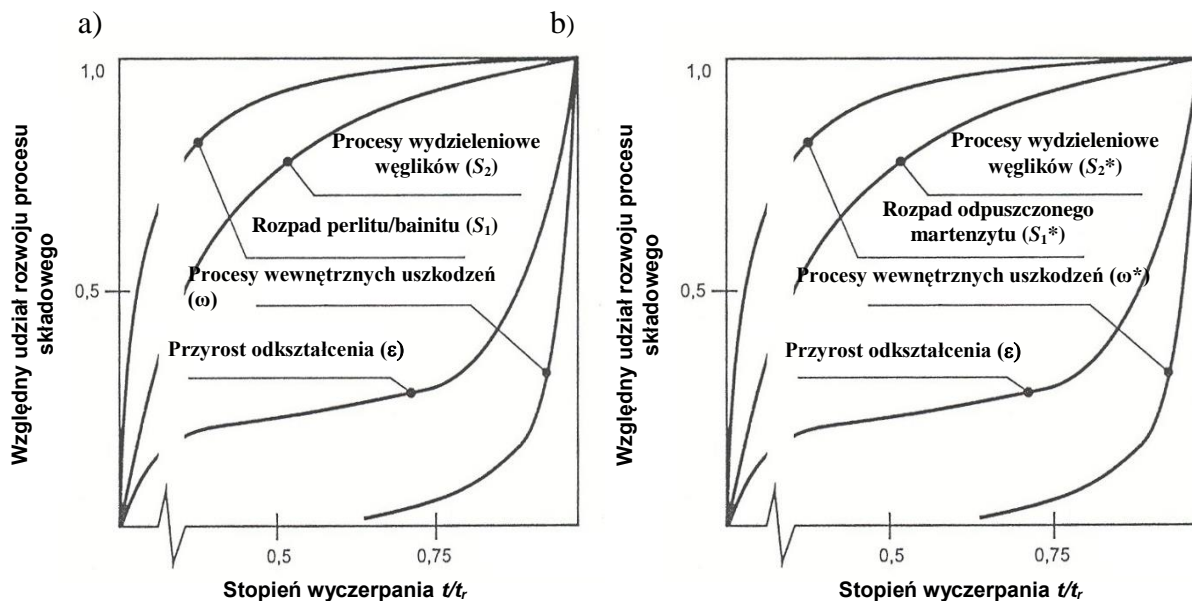 a)
1,0
Procesy wydzieleniowe
węglików (S₂)
Rozpad perlitu/bainitu (S₁)
Procesy wewnętrznych uszkodzeń
(ω)
0,5
Przyrost odkształcenia (ε)
0,5
0,75
Stopień wyczerpania t/tᵣ
Względny udział rozwoju procesu
składowego
b)
1,0
Procesy wydzieleniowe
węglików (S₂*)
Rozpad odpuszczonego
martenzytu (S₁*)
Procesy wewnętrznych uszkodzeń (ω*)
0,5
Przyrost odkształcenia (ε)
0,5
0,75
Stopień wyczerpania t/tᵣ
Względny udział rozwoju procesu
składowego